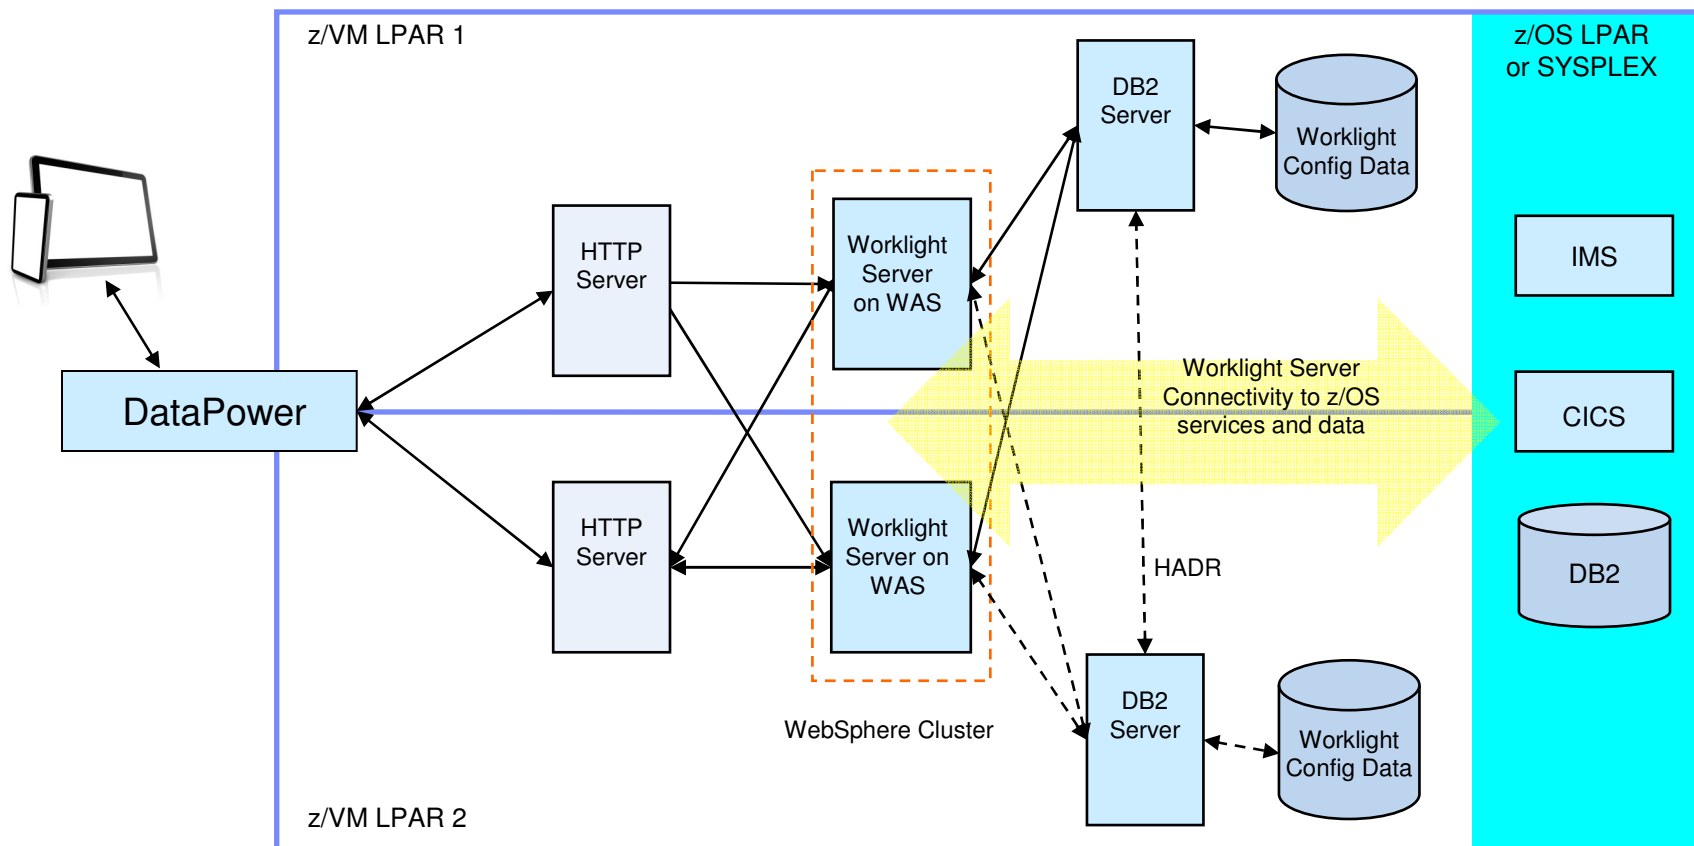 z/VM LPAR 1
z/OS LPAR
or SYSPLEX
DB2
Server
Worklight
Config Data
HTTP
Server
Worklight
Server
on WAS
IMS
DataPower
Worklight Server
Connectivity to z/OS
services and data
CICS
HTTP
Server
Worklight
Server on
WAS
HADR
DB2
DB2
Server
Worklight
Config Data
WebSphere Cluster
z/VM LPAR 2